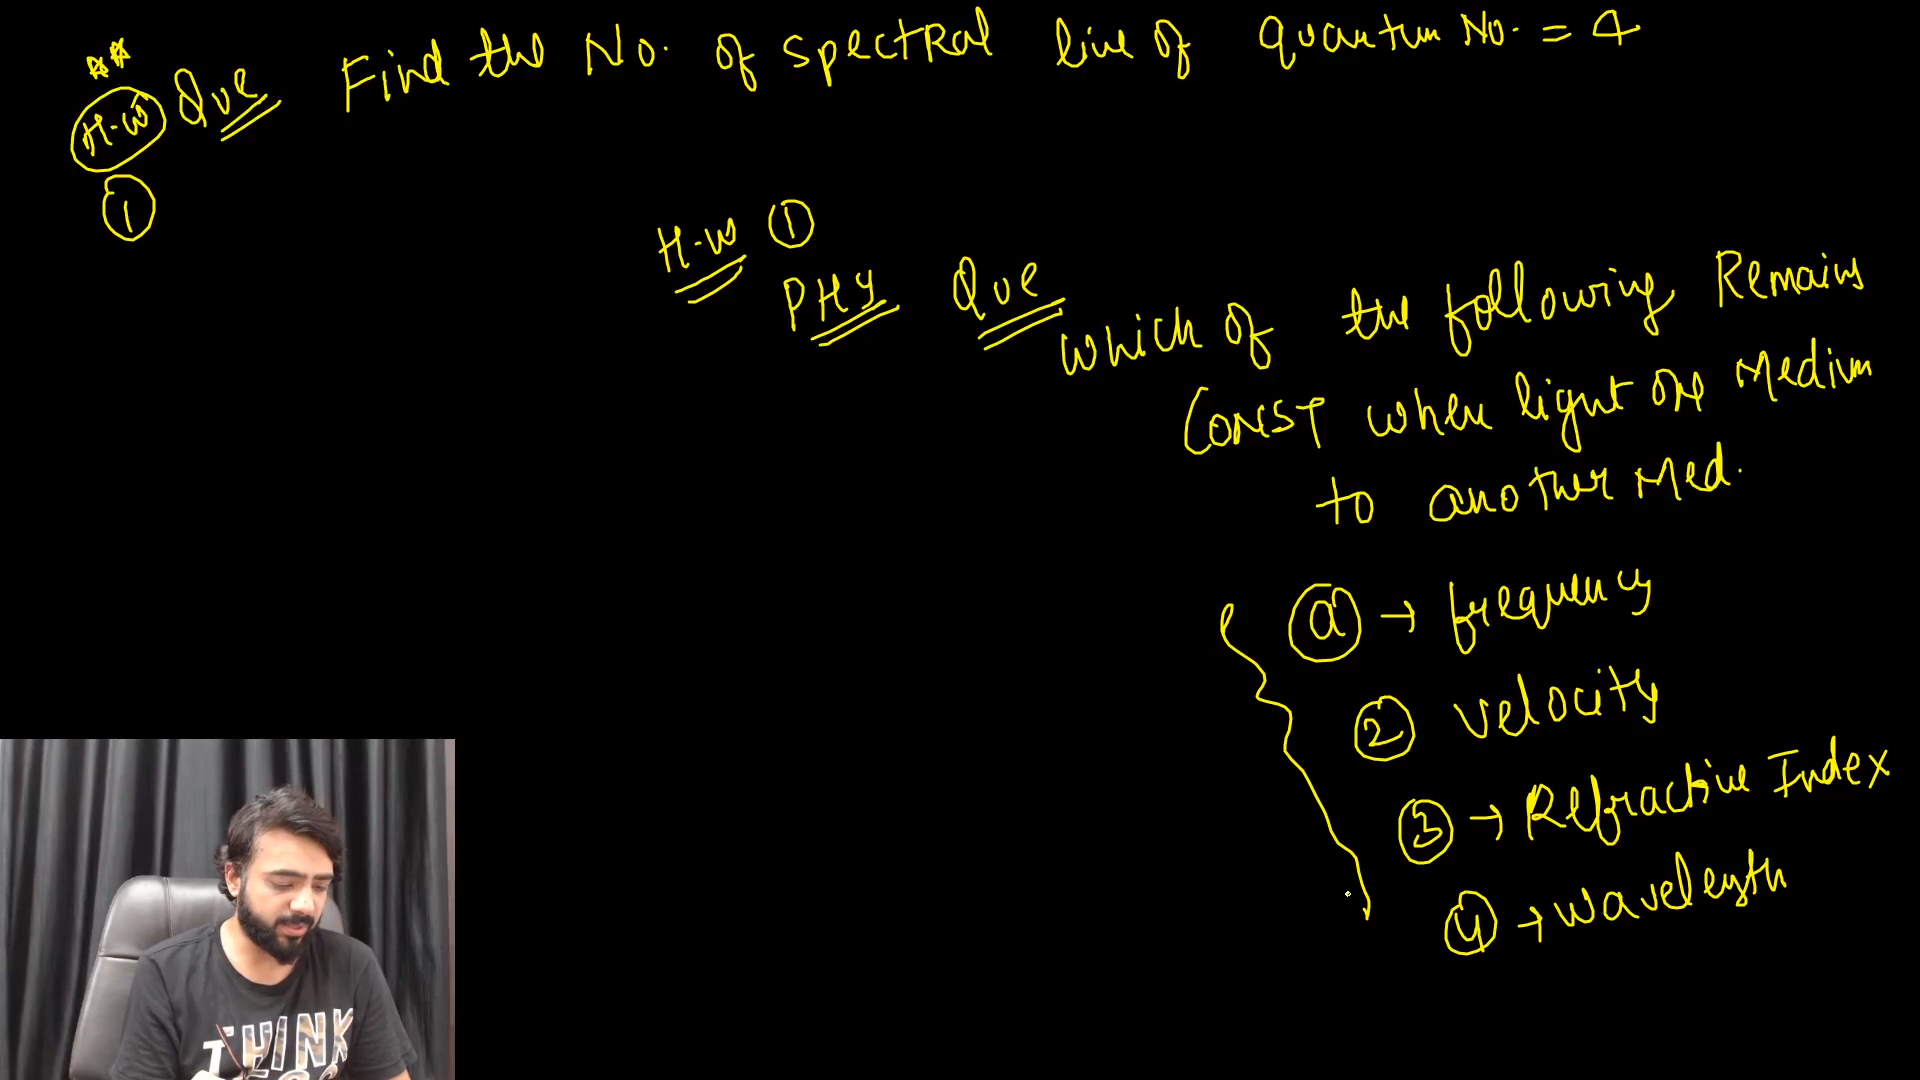 H-W Que Find the No. of spectral line of quantum No. = 4
1
H-W 1
PHY Que which of the following Remains
Const when light one Medium
to another Med.
a → frequency
2 velocity
3 → Refractive Index
4 → wavelength
THINK